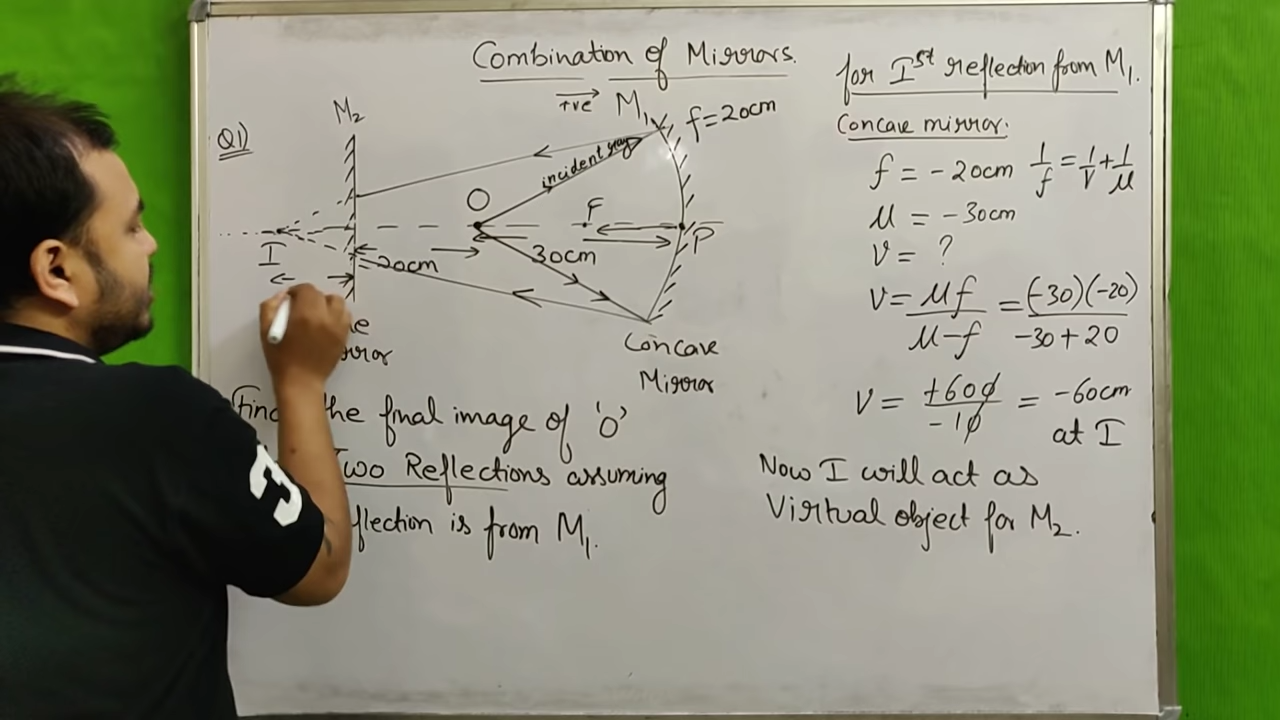 Combination of Mirrors.
+ve
Q1)
M2
M1
f=20cm
incident ray
O
F
P
I
20cm
30cm
Concave
Mirror
Find the final image of 'O'
Two Reflections assuming
is from M1.
for Ist reflection from M1.
Concave mirror.
f = -20cm 1/f = 1/v + 1/u
u = -30cm
v = ?
v = uf/u-f = (-30)(-20)/-30+20
v = +600/-10 = -60cm
at I
Now I will act as
Virtual object for M2.
3